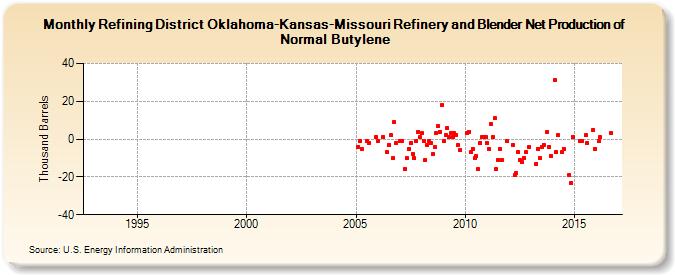 Monthly Refining District Oklahoma-Kansas-Missouri Refinery and Blender Net Production of
Normal Butylene
Thousand Barrels
40
20
0
-20
-40
1995
2000
2005
2010
2015
Source: U.S. Energy Information Administration